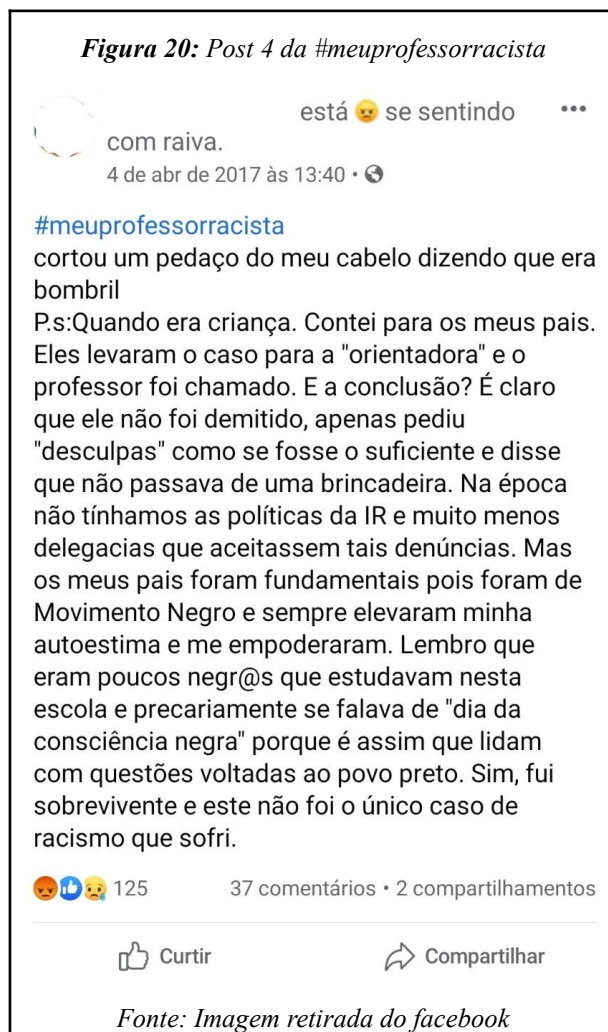 Figura 20: Post 4 da #meuprofessorracista
está 😡 se sentindo
com raiva.
4 de abr de 2017 às 13:40 •
#meuprofessorracista
cortou um pedaço do meu cabelo dizendo que era
bombril
P.s:Quando era criança. Contei para os meus pais.
Eles levaram o caso para a "orientadora" e o
professor foi chamado. E a conclusão? É claro
que ele não foi demitido, apenas pediu
"desculpas" como se fosse o suficiente e disse
que não passava de uma brincadeira. Na época
não tínhamos as políticas da IR e muito menos
delegacias que aceitassem tais denúncias. Mas
os meus pais foram fundamentais pois foram de
Movimento Negro e sempre elevaram minha
autoestima e me empoderaram. Lembro que
eram poucos negr@s que estudavam nesta
escola e precariamente se falava de "dia da
consciência negra" porque é assim que lidam
com questões voltadas ao povo preto. Sim, fui
sobrevivente e este não foi o único caso de
racismo que sofri.
125 37 comentários • 2 compartilhamentos
Curtir Compartilhar
Fonte: Imagem retirada do facebook